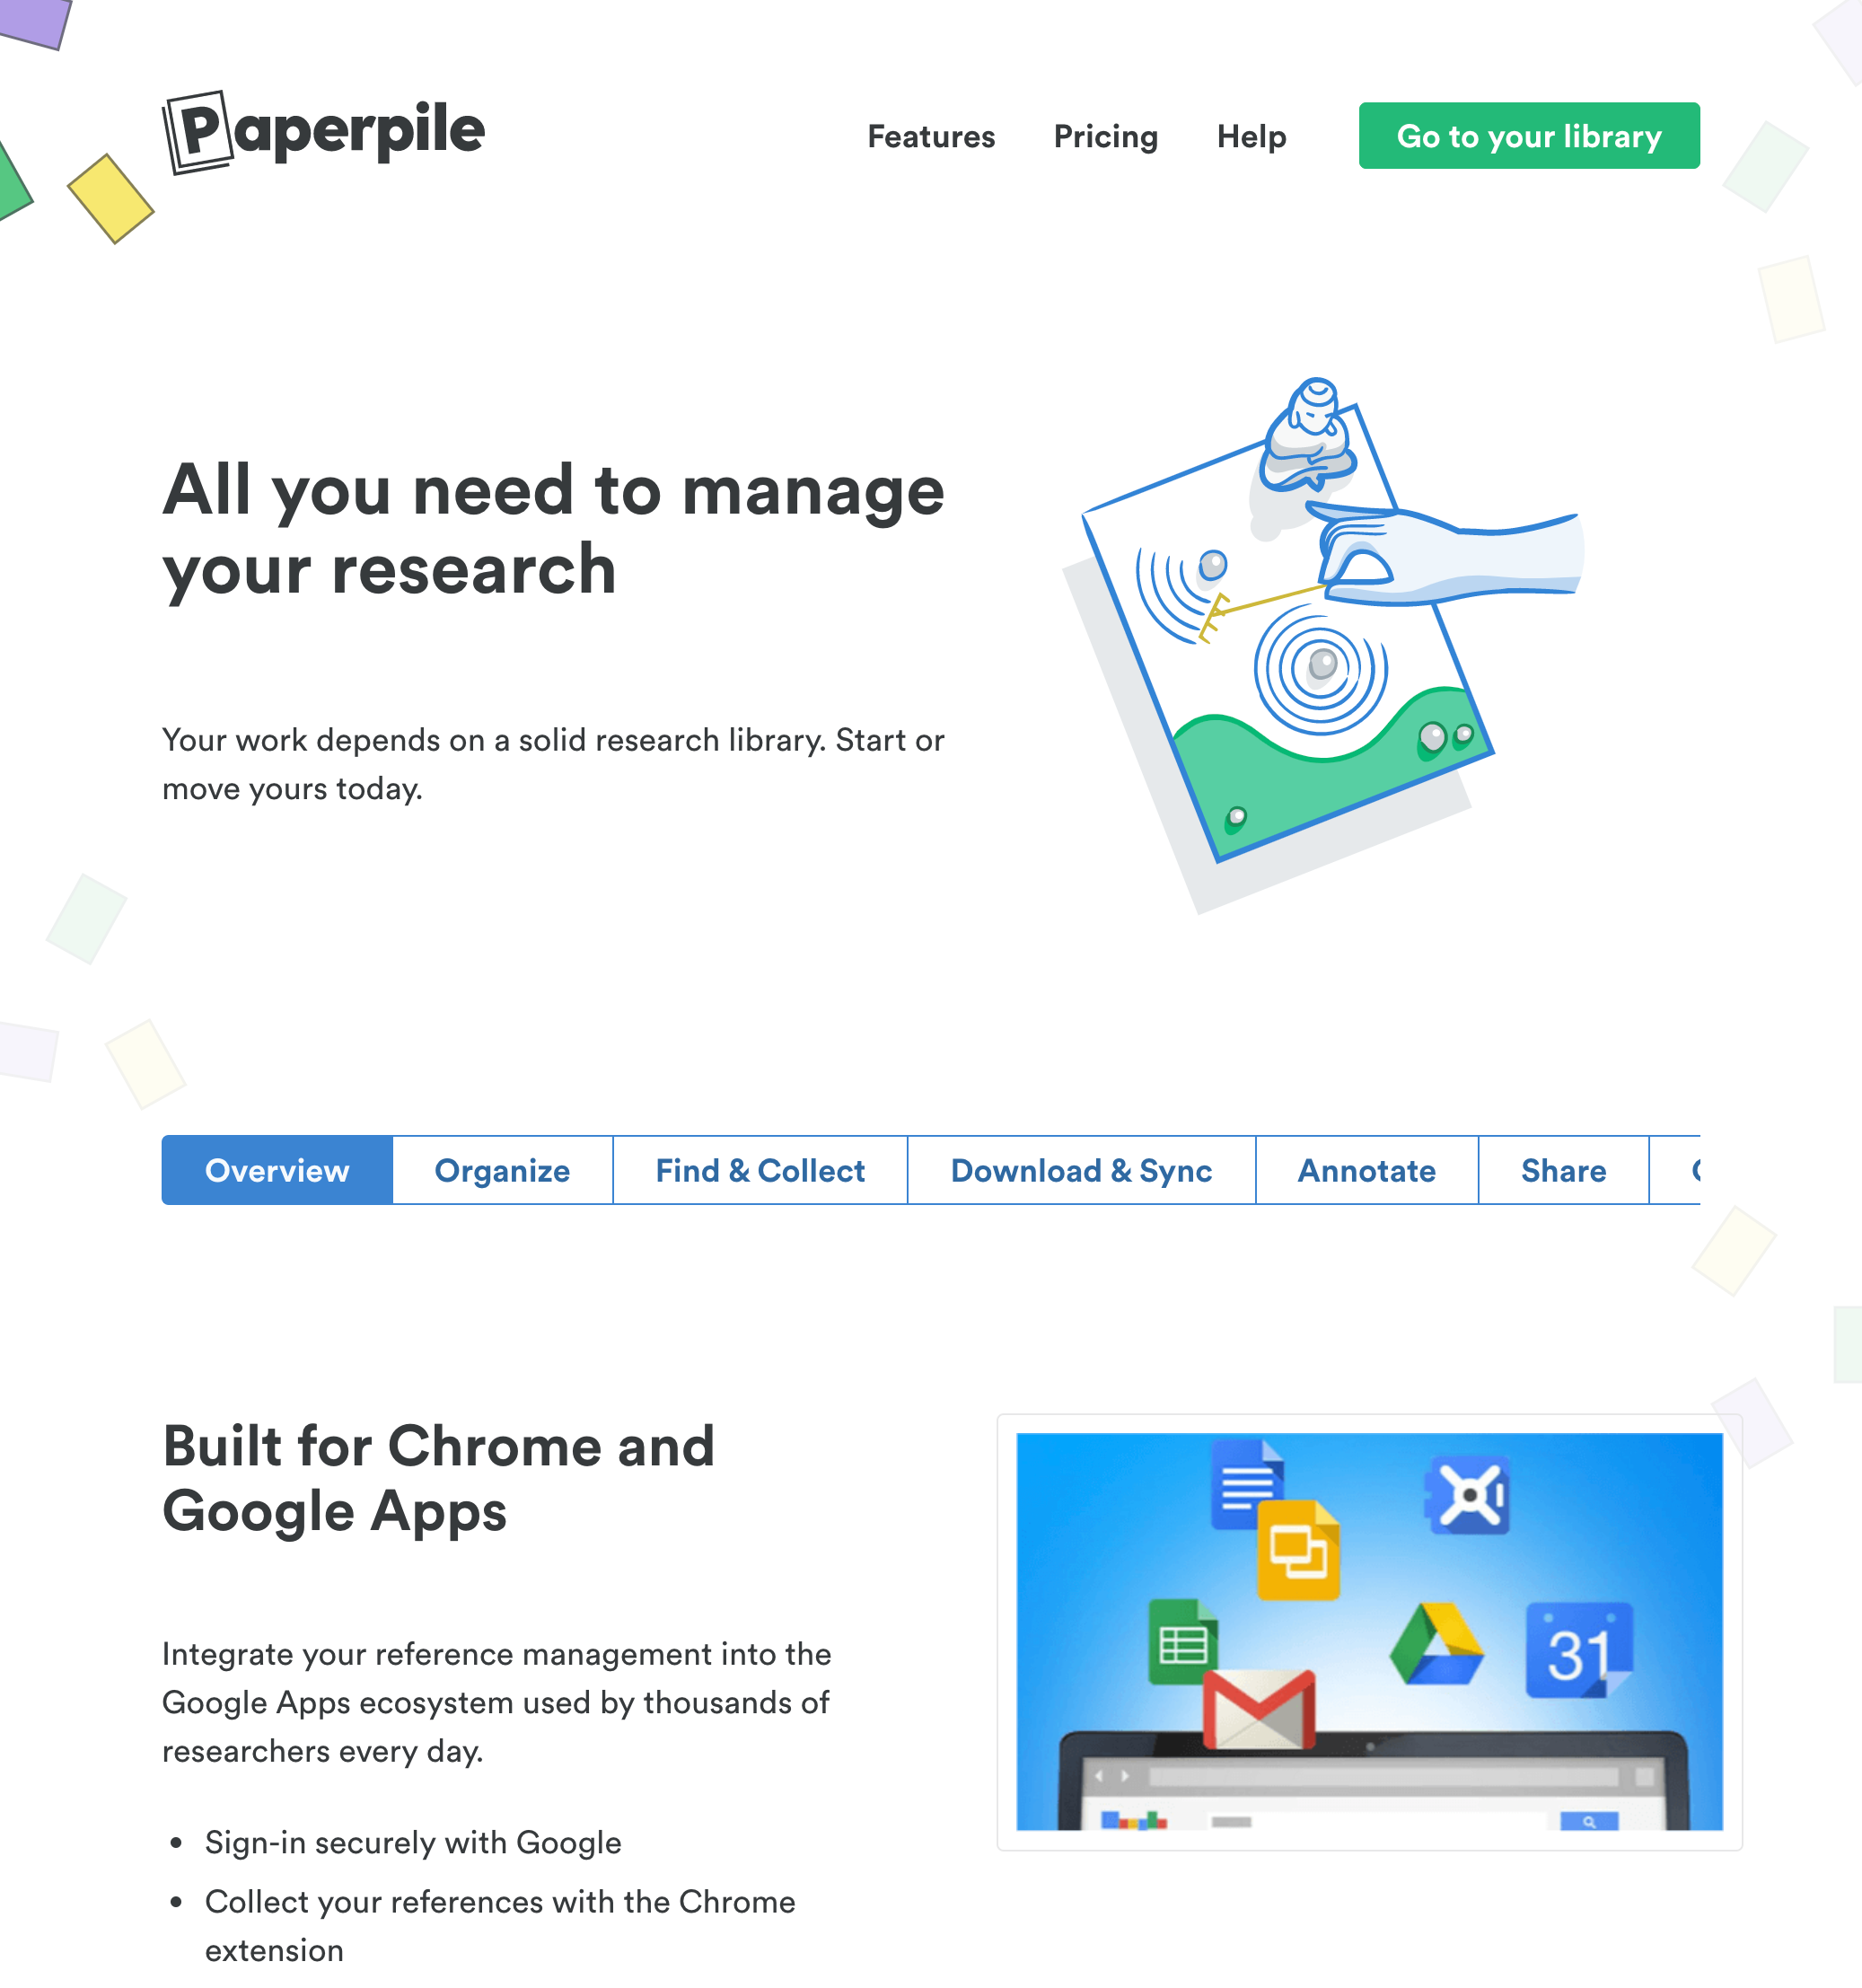 Paperpile
Features
Pricing
Help
Go to your library
All you need to manage
your research
Your work depends on a solid research library. Start or
move yours today.
Overview
Organize
Find & Collect
Download & Sync
Annotate
Share
Built for Chrome and
Google Apps
31
Integrate your reference management into the
Google Apps ecosystem used by thousands of
researchers every day.
• Sign-in securely with Google
• Collect your references with the Chrome
extension